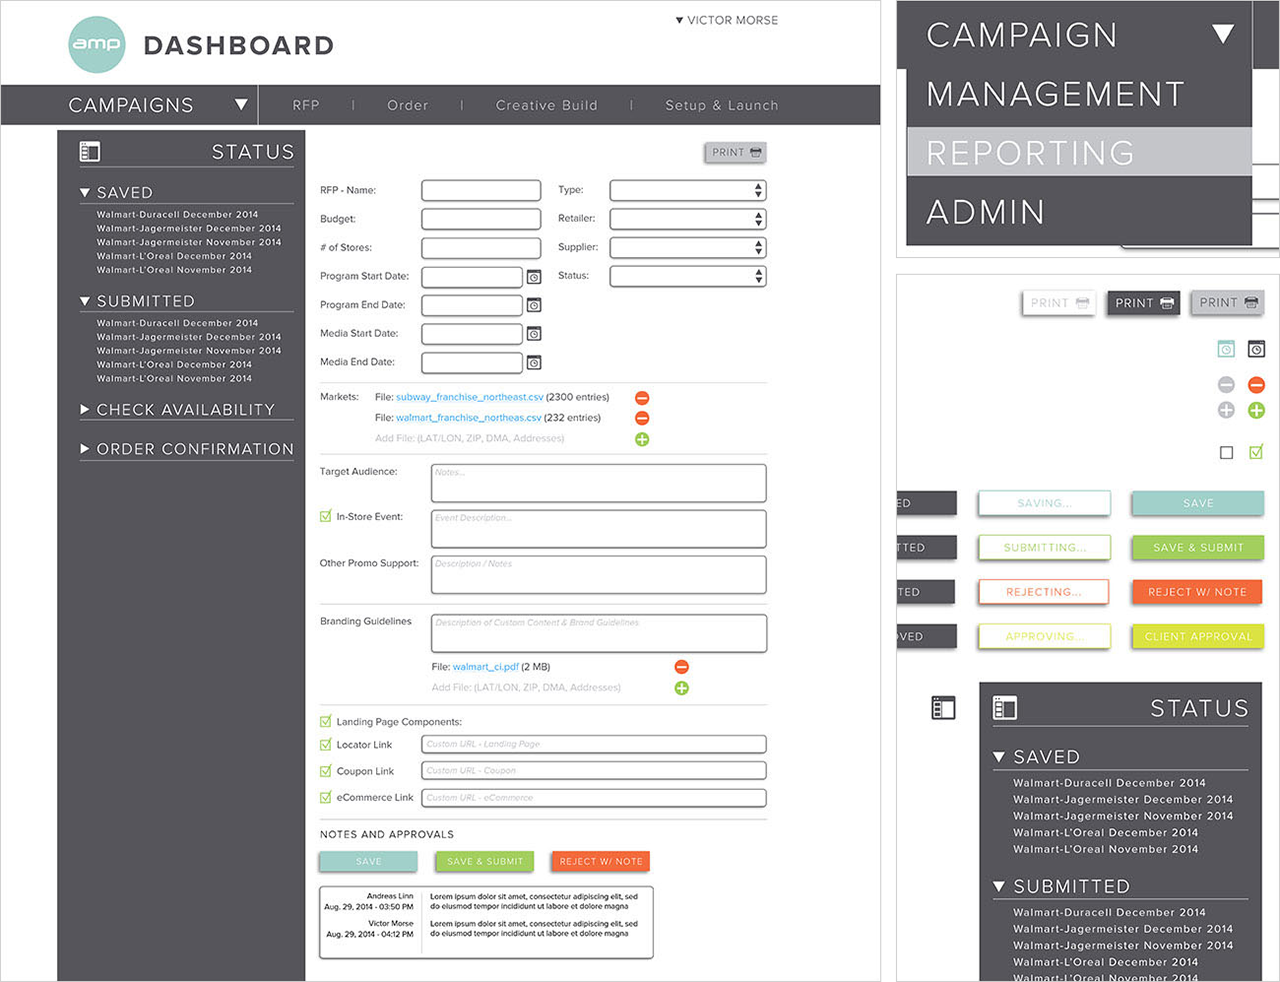 amp DASHBOARD
▼ VICTOR MORSE
CAMPAIGNS ▼ RFP | Order | Creative Build | Setup & Launch
STATUS
▼ SAVED
Walmart-Duracell December 2014
Walmart-Jagermeister December 2014
Walmart-Jagermeister November 2014
Walmart-L'Oreal December 2014
Walmart-L'Oreal November 2014
▼ SUBMITTED
Walmart-Duracell December 2014
Walmart-Jagermeister December 2014
Walmart-Jagermeister November 2014
Walmart-L'Oreal December 2014
Walmart-L'Oreal November 2014
▶ CHECK AVAILABILITY
▶ ORDER CONFIRMATION
PRINT
RFP - Name: Type:
Budget: Retailer:
# of Stores: Supplier:
Program Start Date: Status:
Program End Date:
Media Start Date:
Media End Date:
Markets: File: subway_franchise_northeast.csv (2300 entries)
File: walmart_franchise_northeas.csv (232 entries)
Add File: (LAT/LON, ZIP, DMA, Addresses)
Target Audience: Notes...
In-Store Event: Event Description...
Other Promo Support: Description / Notes
Branding Guidelines Description of Custom Content & Brand Guidelines
File: walmart_ci.pdf (2 MB)
Add File: (LAT/LON, ZIP, DMA, Addresses)
Landing Page Components:
Locator Link Custom URL - Landing Page
Coupon Link Custom URL - Coupon
eCommerce Link Custom URL - eCommerce
NOTES AND APPROVALS
SAVE SAVE & SUBMIT REJECT W/ NOTE
Andreas Linn Lorem ipsum dolor sit amet, consectetur adipiscing elit, sed
Aug. 29, 2014 - 03:50 PM do eiusmod tempor incididunt ut labore et dolore magna
Victor Morse Lorem ipsum dolor sit amet, consectetur adipiscing elit, sed
Aug. 29, 2014 - 04:12 PM do eiusmod tempor incididunt ut labore et dolore magna
CAMPAIGN ▼
MANAGEMENT
REPORTING
ADMIN
PRINT PRINT PRINT
ED SAVING... SAVE
TTED SUBMITTING... SAVE & SUBMIT
TED REJECTING... REJECT W/ NOTE
OVED APPROVING... CLIENT APPROVAL
STATUS
▼ SAVED
Walmart-Duracell December 2014
Walmart-Jagermeister December 2014
Walmart-Jagermeister November 2014
Walmart-L'Oreal December 2014
Walmart-L'Oreal November 2014
▼ SUBMITTED
Walmart-Duracell December 2014
Walmart-Jagermeister December 2014
Walmart-Jagermeister November 2014
Walmart-L'Oreal December 2014
Walmart-L'Oreal November 2014